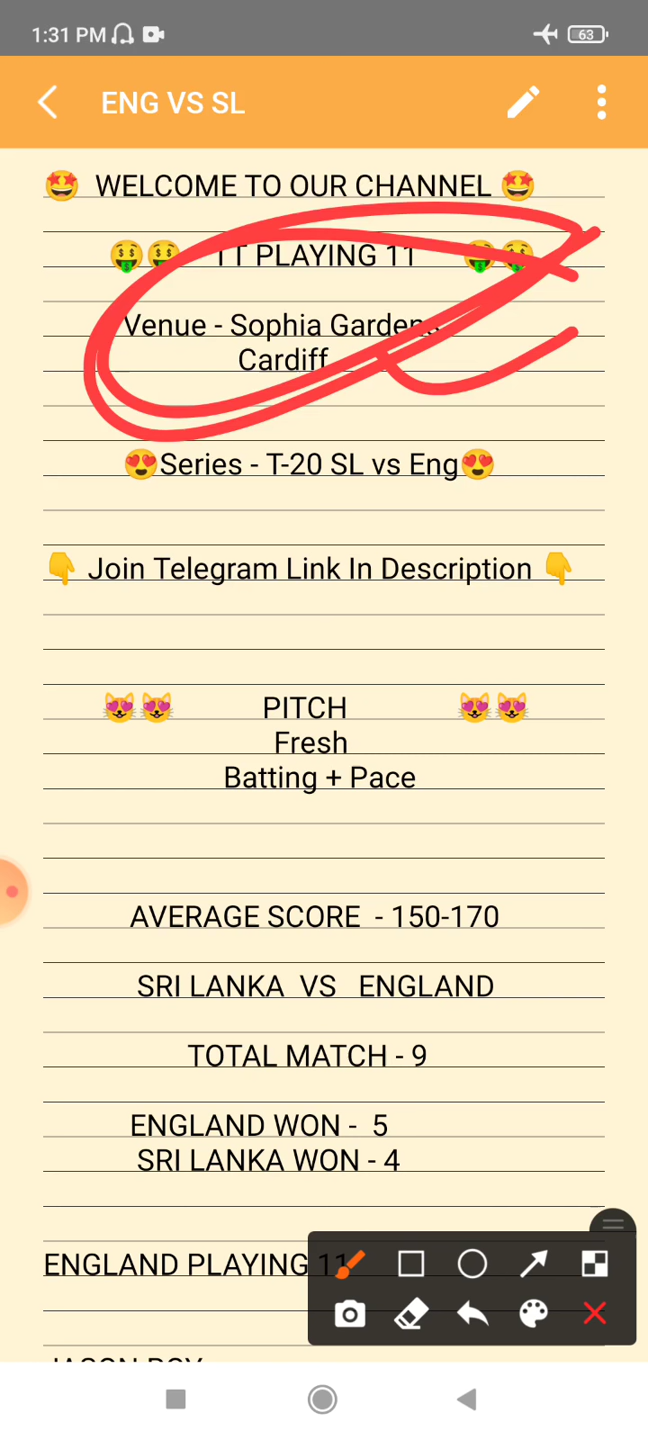 1:31 PM
63
ENG VS SL
🤩 WELCOME TO OUR CHANNEL 🤩
🤑🤑 PLAYING 11 🤑🤑
Venue - Sophia Gardens
Cardiff
😍Series - T-20 SL vs Eng😍
👇 Join Telegram Link In Description 👇
😻😻 PITCH 😻😻
Fresh
Batting + Pace
AVERAGE SCORE - 150-170
SRI LANKA VS ENGLAND
TOTAL MATCH - 9
ENGLAND WON - 5
SRI LANKA WON - 4
ENGLAND PLAYING 11